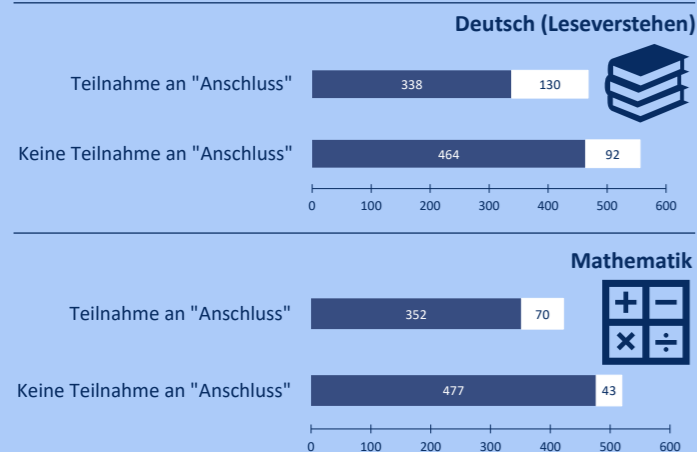 Deutsch (Leseverstehen)
Teilnahme an "Anschluss"
338 130
Keine Teilnahme an "Anschluss"
464 92
0 100 200 300 400 500 600
Mathematik
Teilnahme an "Anschluss"
352 70
Keine Teilnahme an "Anschluss"
477 43
0 100 200 300 400 500 600